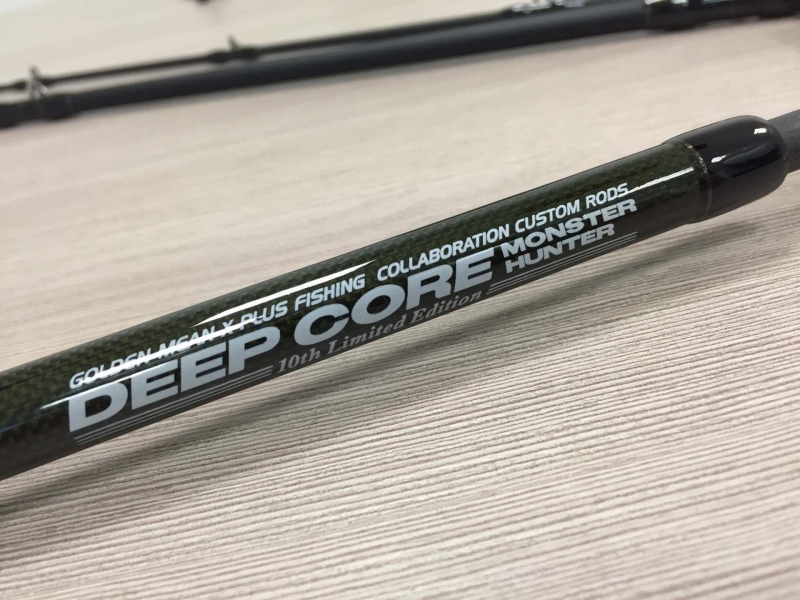 GOLDEN MEAN X PLUS FISHING COLLABORATION CUSTOM RODS
DEEP CORE MONSTER HUNTER
10th Limited Edition